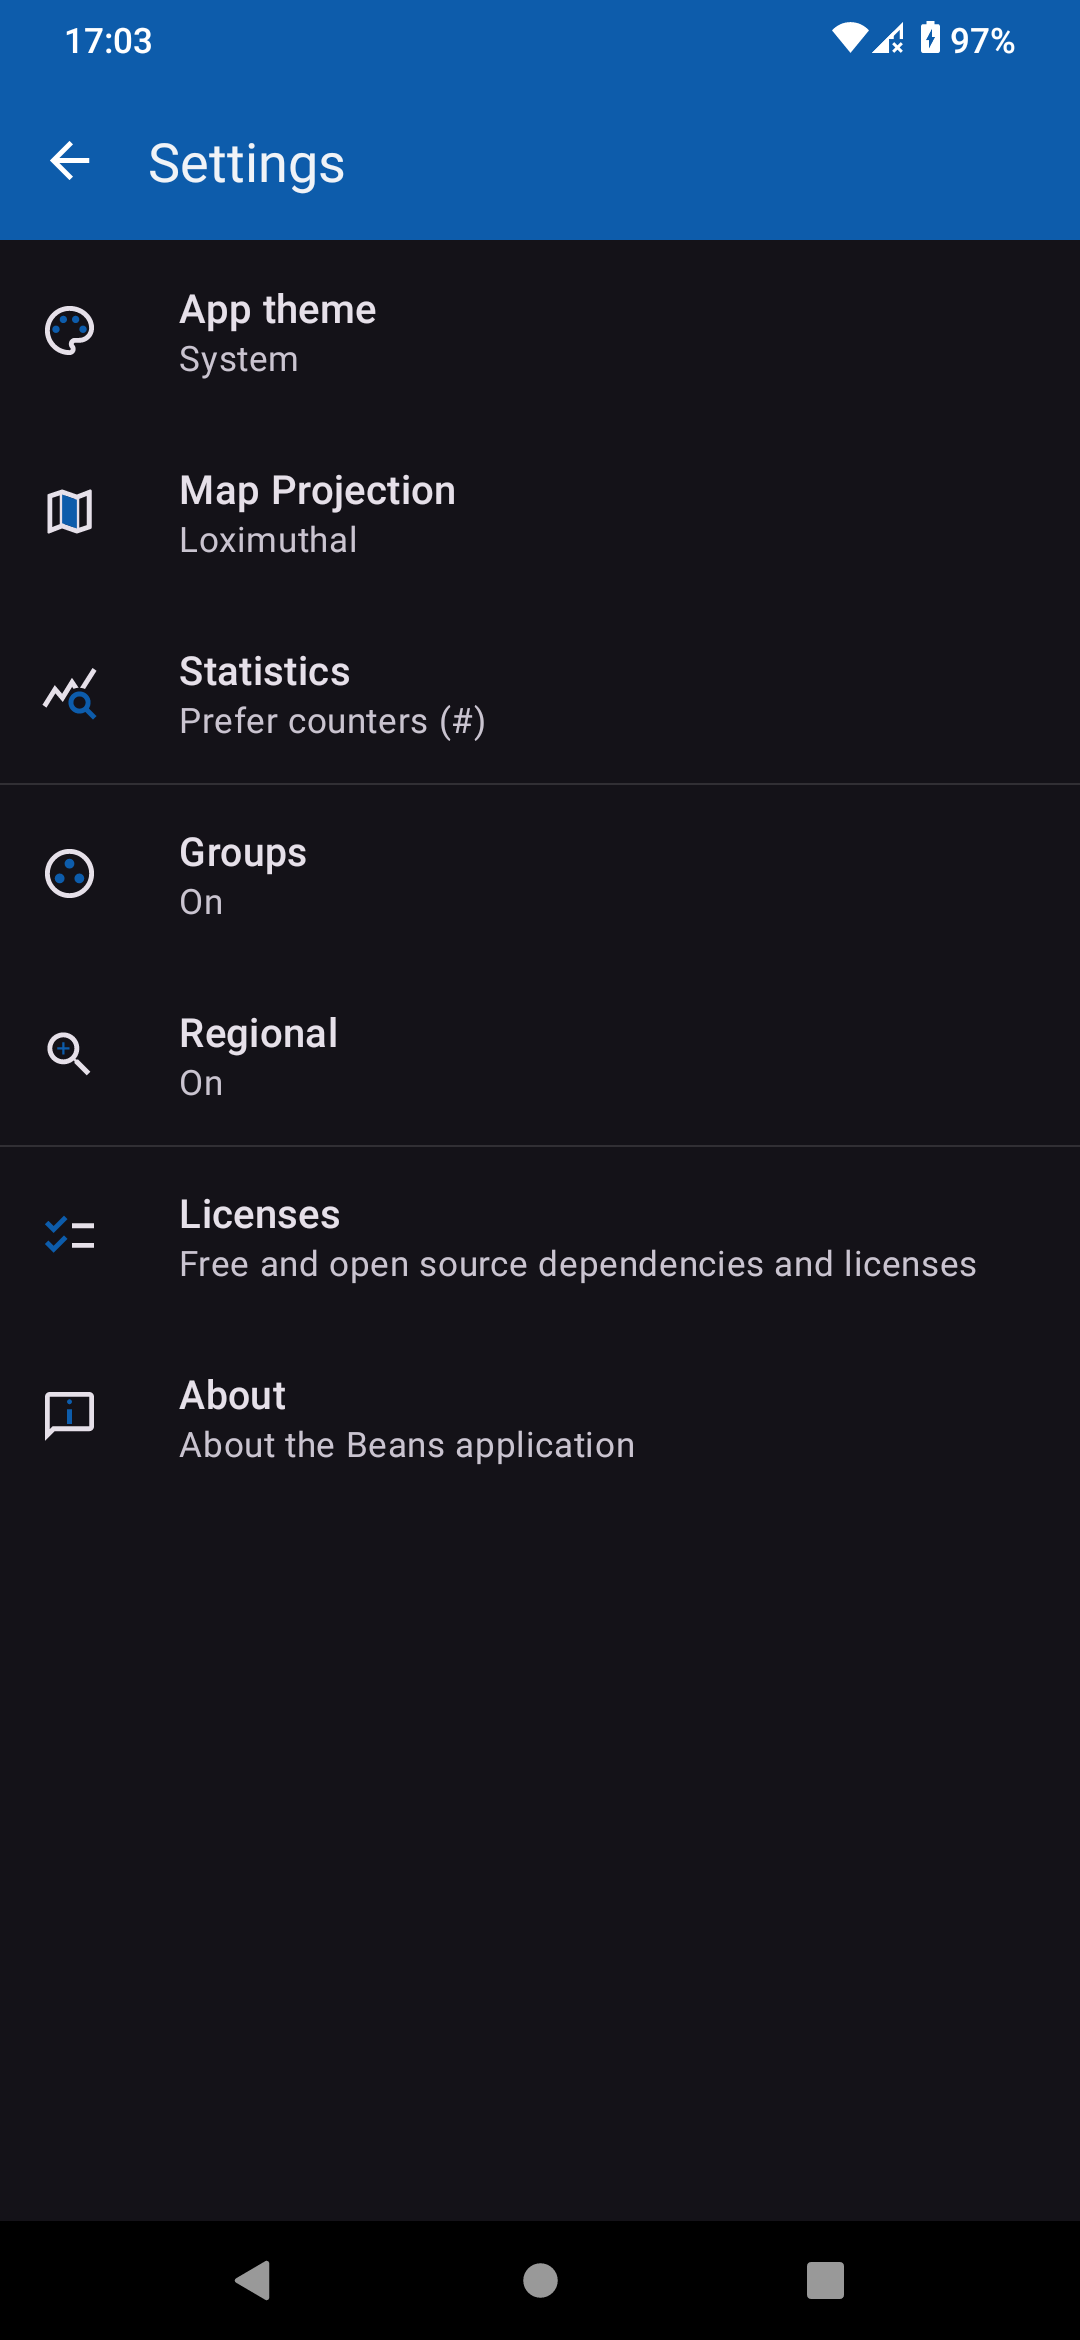 17:03
97%
Settings
App theme
System
Map Projection
Loximuthal
Statistics
Prefer counters (#)
Groups
On
Regional
On
Licenses
Free and open source dependencies and licenses
About
About the Beans application